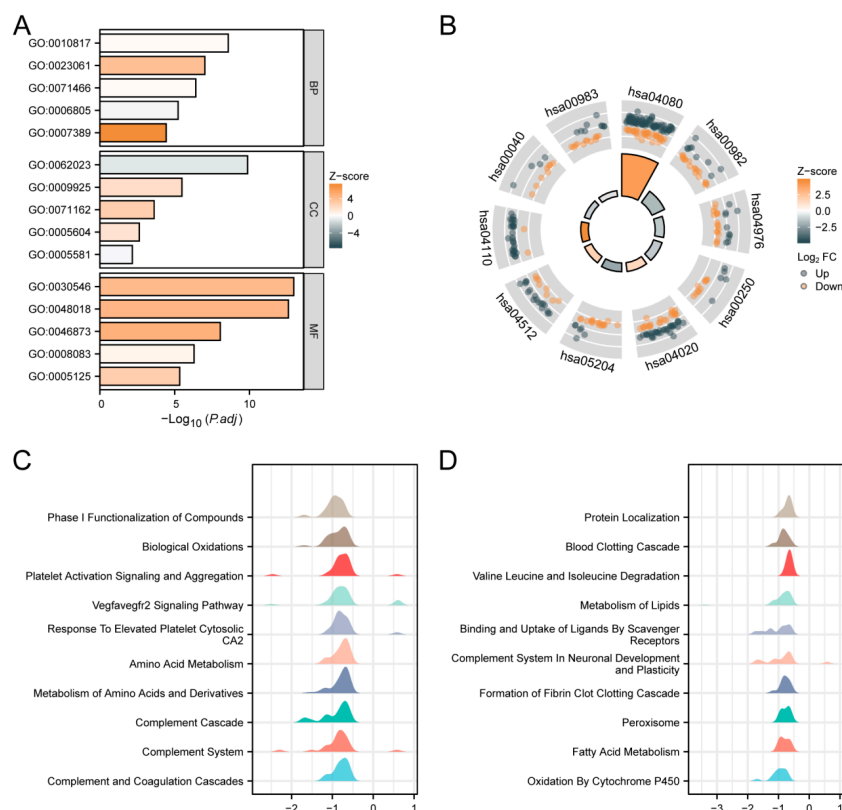 A
GO:0010817
GO:0023061
GO:0071466
GO:0006805
GO:0007389
BP
GO:0062023
GO:0009925
GO:0071162
GO:0005604
GO:0005581
CC
GO:0030546
GO:0048018
GO:0046873
GO:0008083
GO:0005125
MF
0 5 10
−Log10 (P.adj)
Z−score
4
0
−4
B
hsa04080
hsa00982
hsa04976
hsa00250
hsa04020
hsa05204
hsa04512
hsa04110
hsa00040
hsa00983
Z−score
2.5
0.0
−2.5
Log2 FC
Up
Down
C
Phase I Functionalization of Compounds
Biological Oxidations
Platelet Activation Signaling and Aggregation
Vegfavegfr2 Signaling Pathway
Response To Elevated Platelet Cytosolic
CA2
Amino Acid Metabolism
Metabolism of Amino Acids and Derivatives
Complement Cascade
Complement System
Complement and Coagulation Cascades
−2 −1 0 1
D
Protein Localization
Blood Clotting Cascade
Valine Leucine and Isoleucine Degradation
Metabolism of Lipids
Binding and Uptake of Ligands By Scavenger
Receptors
Complement System In Neuronal Development
and Plasticity
Formation of Fibrin Clot Clotting Cascade
Peroxisome
Fatty Acid Metabolism
Oxidation By Cytochrome P450
−3 −2 −1 0 1